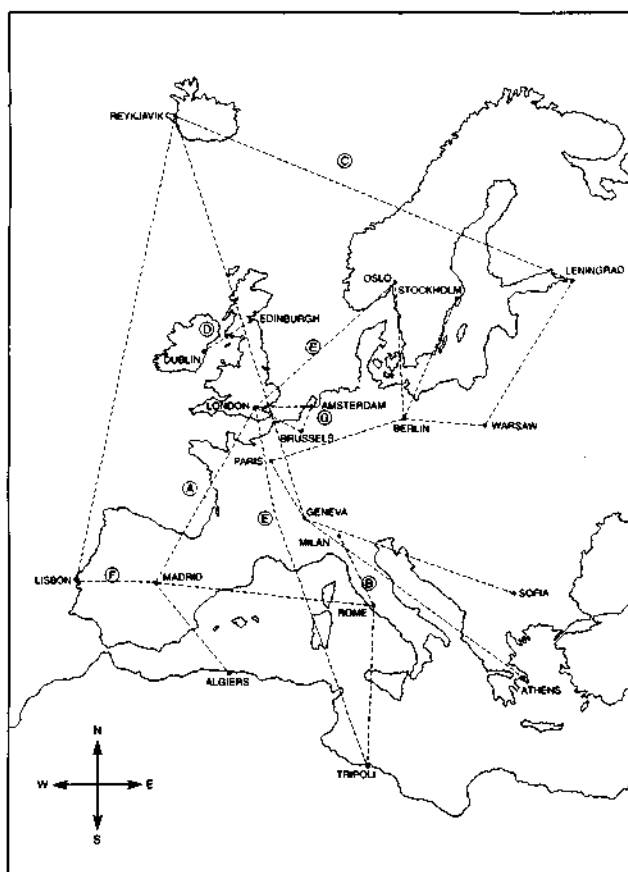 REYKJAVIK
C
OSLO
LENINGRAD
STOCKHOLM
EDINBURGH
D
DUBLIN
E
LONDON
AMSTERDAM
G
BERLIN
WARSAW
BRUSSELS
PARIS
A
GENEVA
E
MILAN
LISBON
F
MADRID
B
ROME
SOFIA
ALGIERS
ATHENS
N
W
E
S
TRIPOLI